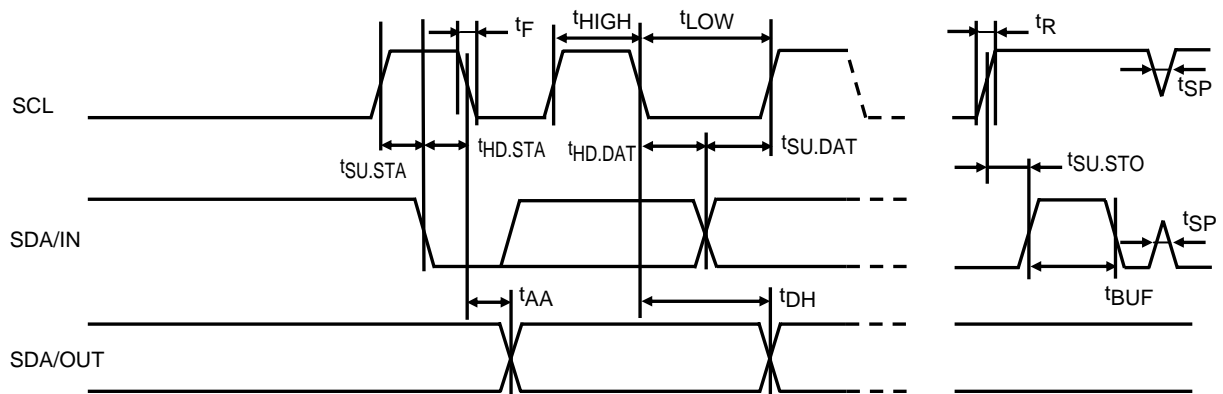 tF
tHIGH
tLOW
tR
SCL
tSP
tSU.STA
tHD.STA
tHD.DAT
tSU.DAT
tSU.STO
SDA/IN
tSP
tAA
tDH
tBUF
SDA/OUT